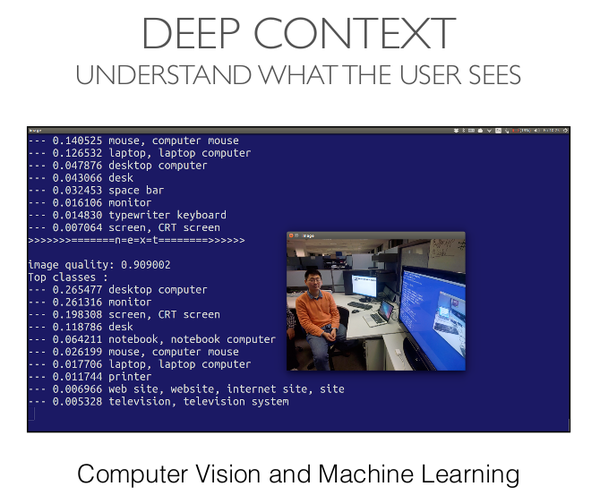 DEEP CONTEXT
UNDERSTAND WHAT THE USER SEES
--- 0.140525 mouse, computer mouse
--- 0.126532 laptop, laptop computer
--- 0.047876 desktop computer
--- 0.043066 desk
--- 0.032453 space bar
--- 0.016106 monitor
--- 0.014830 typewriter keyboard
--- 0.007064 screen, CRT screen
>>>>>>>=======n=e=x=t========>>>>>>
image quality: 0.909002
Top classes :
--- 0.265477 desktop computer
--- 0.261316 monitor
--- 0.198308 screen, CRT screen
--- 0.118786 desk
--- 0.064211 notebook, notebook computer
--- 0.026199 mouse, computer mouse
--- 0.017706 laptop, laptop computer
--- 0.011744 printer
--- 0.006966 web site, website, internet site, site
--- 0.005328 television, television system
Computer Vision and Machine Learning